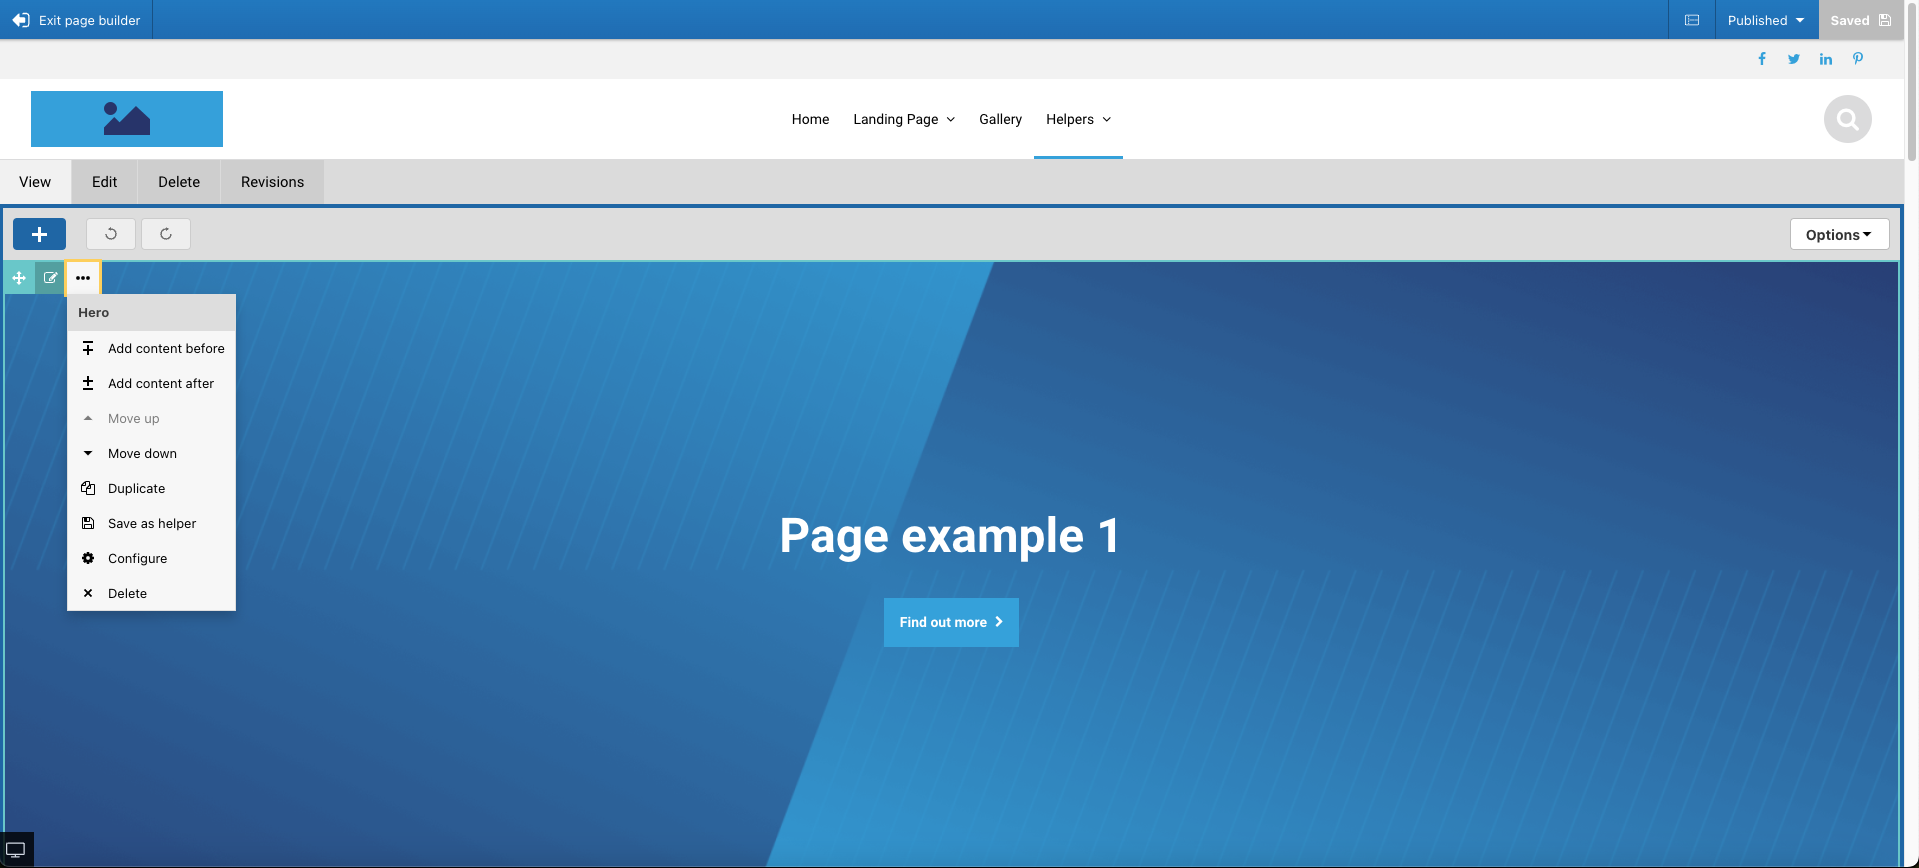 Exit page builder
Published
Saved
Home
Landing Page
Gallery
Helpers
View
Edit
Delete
Revisions
Options
Hero
Add content before
Add content after
Move up
Move down
Duplicate
Save as helper
Configure
Delete
Page example 1
Find out more